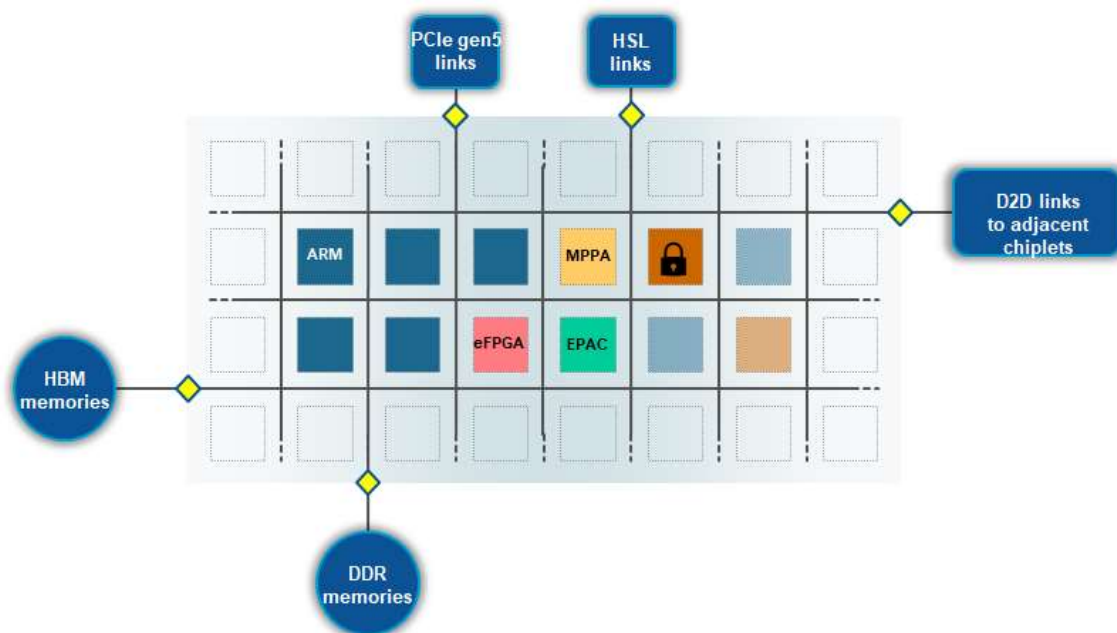 PCIe gen5
links
HSL
links
D2D links
to adjacent
chiplets
ARM
MPPA
eFPGA
EPAC
HBM
memories
DDR
memories